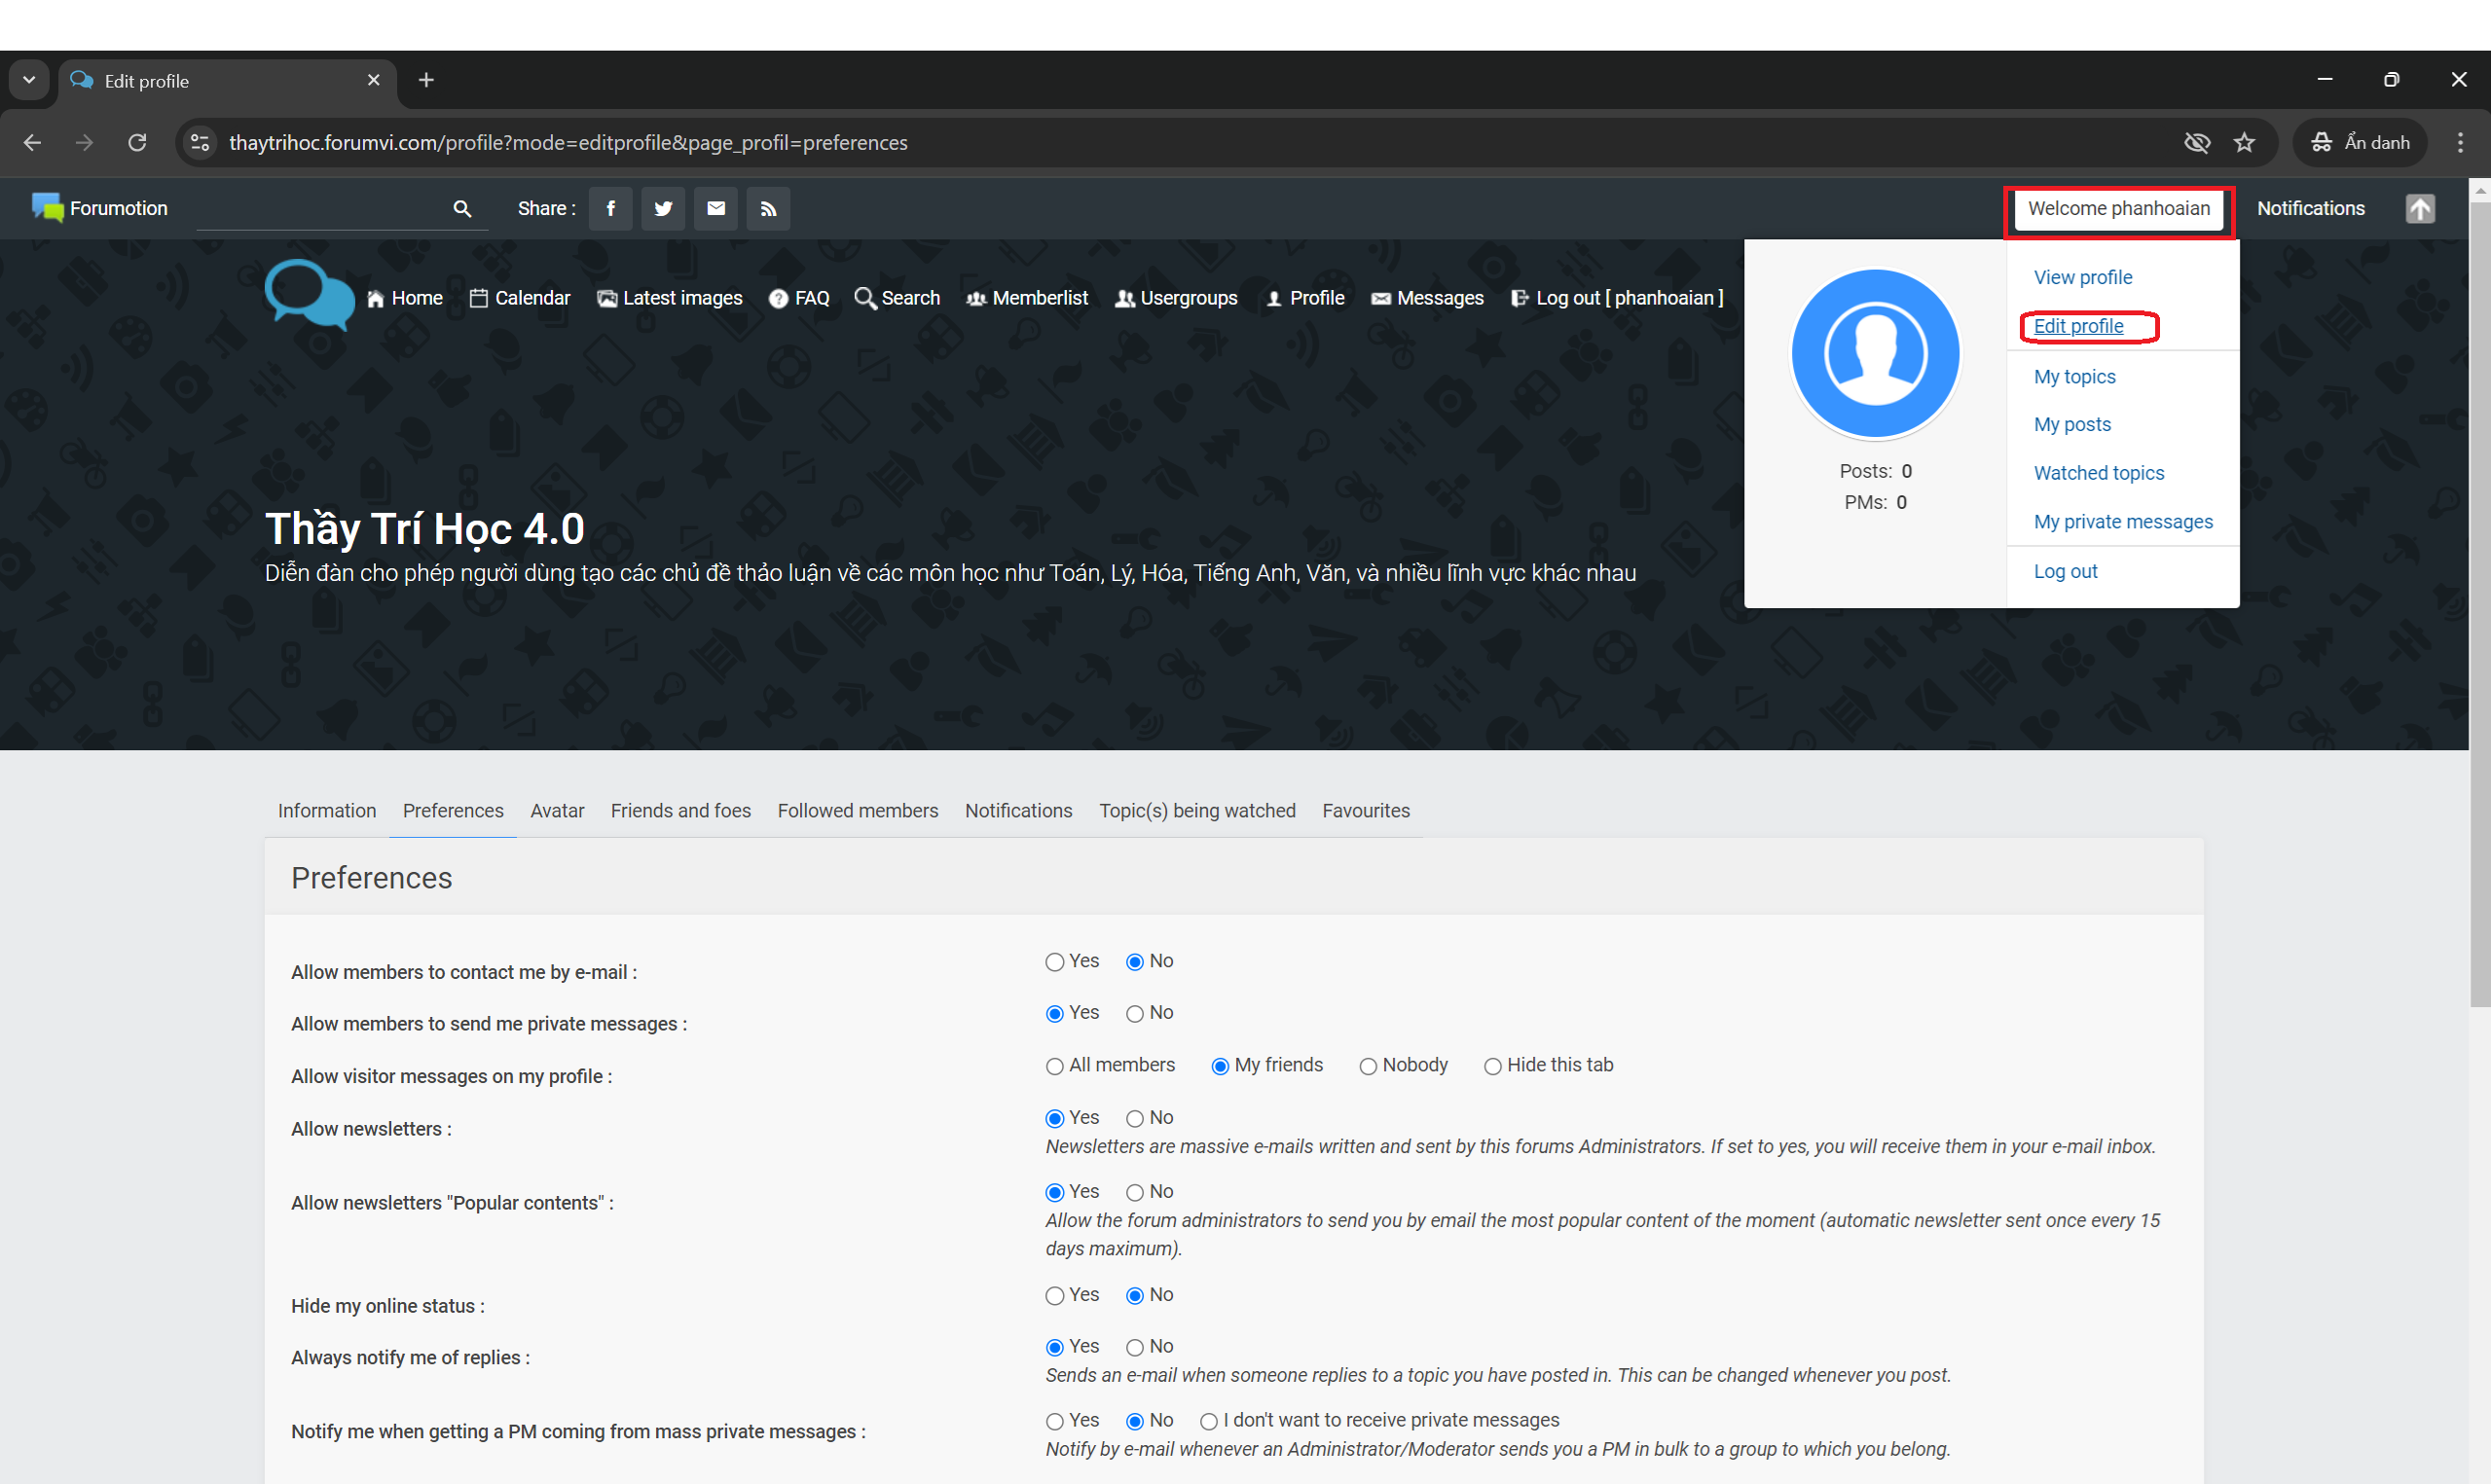 Edit profile
thaytrihoc.forumvi.com/profile?mode=editprofile&page_profil=preferences
Ẩn danh
Forumotion
Share :
Welcome phanhoaian
Notifications
Home
Calendar
Latest images
FAQ
Search
Memberlist
Usergroups
Profile
Messages
Log out [ phanhoaian ]
View profile
Edit profile
My topics
My posts
Watched topics
My private messages
Log out
Posts: 0
PMs: 0
Thầy Trí Học 4.0
Diễn đàn cho phép người dùng tạo các chủ đề thảo luận về các môn học như Toán, Lý, Hóa, Tiếng Anh, Văn, và nhiều lĩnh vực khác nhau
Information Preferences Avatar Friends and foes Followed members Notifications Topic(s) being watched Favourites
Preferences
Allow members to contact me by e-mail : Yes No
Allow members to send me private messages : Yes No
Allow visitor messages on my profile : All members My friends Nobody Hide this tab
Allow newsletters : Yes No
Newsletters are massive e-mails written and sent by this forums Administrators. If set to yes, you will receive them in your e-mail inbox.
Allow newsletters "Popular contents" : Yes No
Allow the forum administrators to send you by email the most popular content of the moment (automatic newsletter sent once every 15
days maximum).
Hide my online status : Yes No
Always notify me of replies : Yes No
Sends an e-mail when someone replies to a topic you have posted in. This can be changed whenever you post.
Notify me when getting a PM coming from mass private messages : Yes No I don't want to receive private messages
Notify by e-mail whenever an Administrator/Moderator sends you a PM in bulk to a group to which you belong.